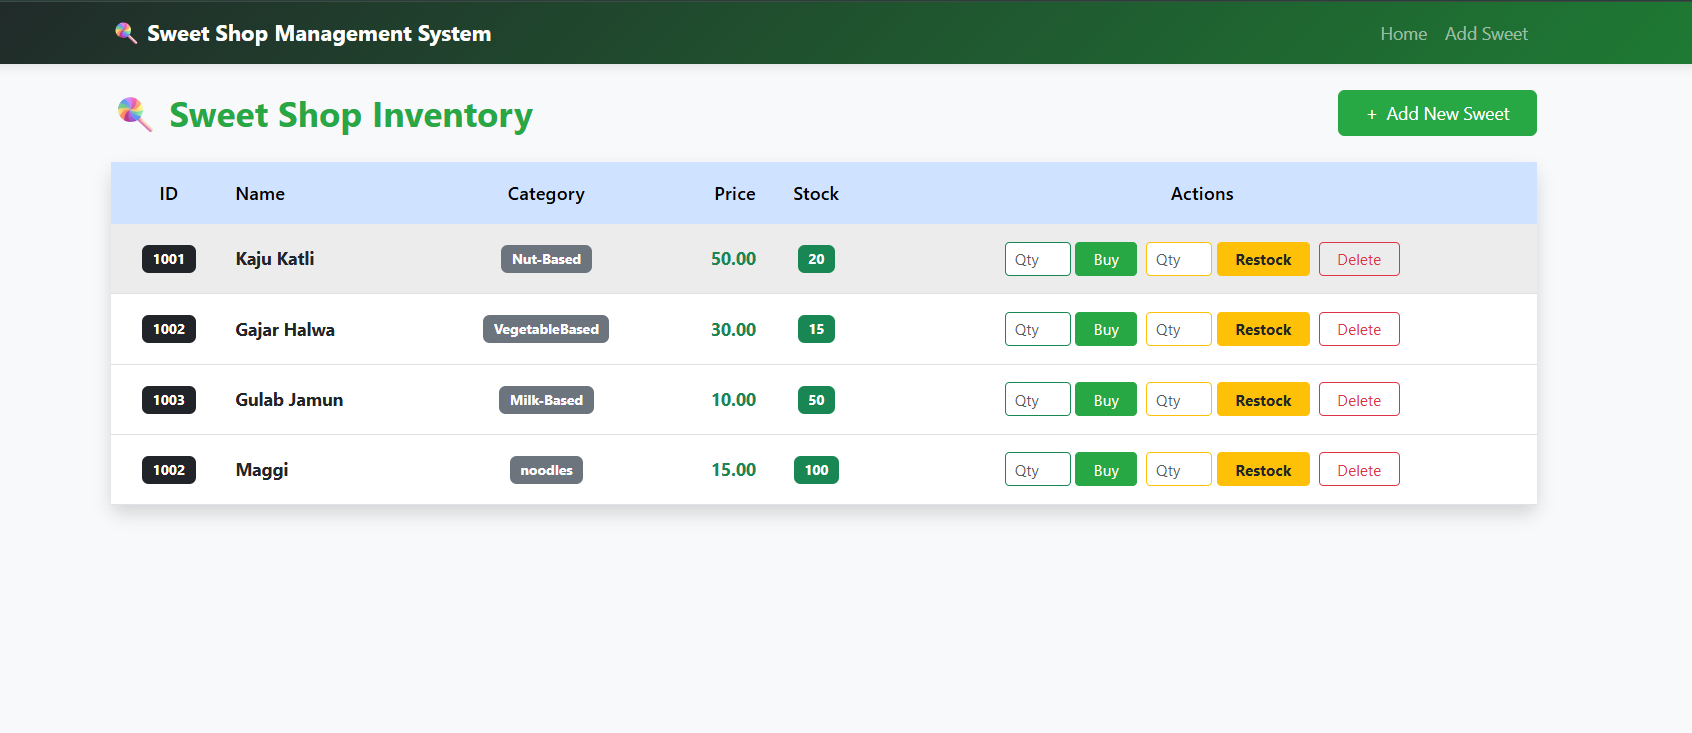 Sweet Shop Management System Home Add Sweet
Sweet Shop Inventory + Add New Sweet
ID Name Category Price Stock Actions
1001 Kaju Katli Nut-Based 50.00 20 Qty Buy Qty Restock Delete
1002 Gajar Halwa VegetableBased 30.00 15 Qty Buy Qty Restock Delete
1003 Gulab Jamun Milk-Based 10.00 50 Qty Buy Qty Restock Delete
1002 Maggi noodles 15.00 100 Qty Buy Qty Restock Delete